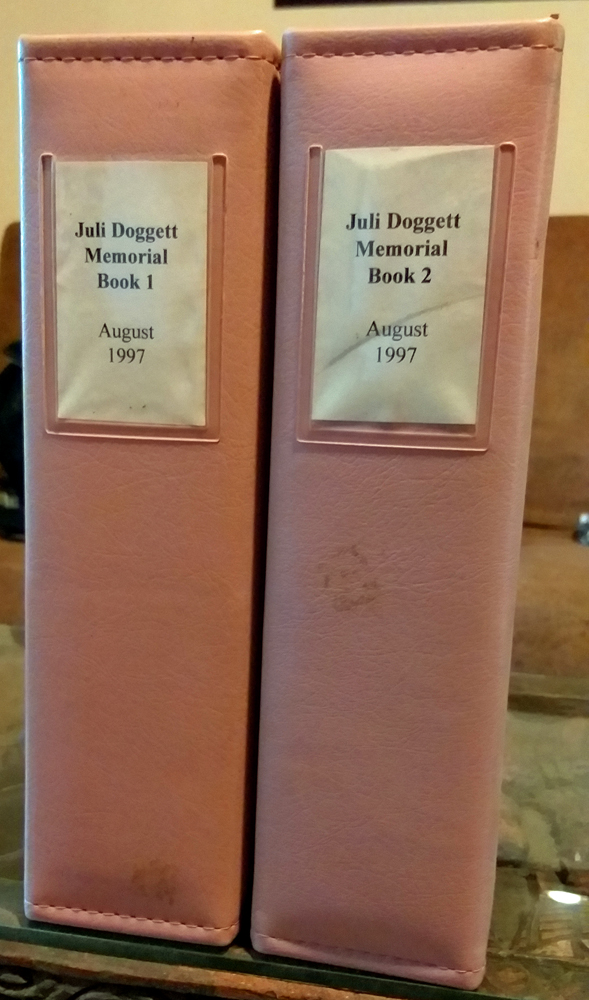 Juli Doggett
Memorial
Book 1
August
1997
Juli Doggett
Memorial
Book 2
August
1997